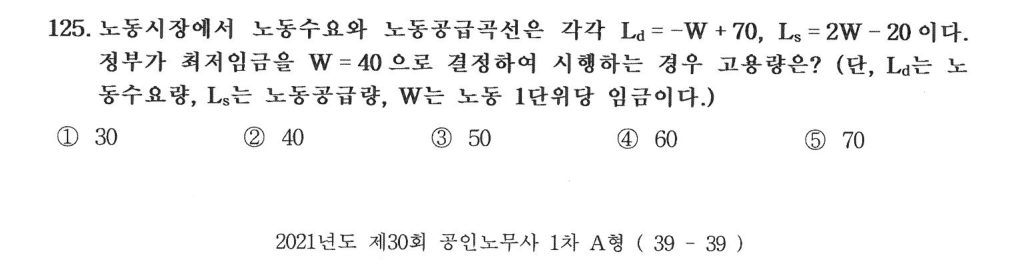 125. 노동시장에서 노동수요와 노동공급곡선은 각각 Ld = -W + 70, Ls = 2W - 20 이다.
정부가 최저임금을 W = 40 으로 결정하여 시행하는 경우 고용량은? (단, Ld는 노
동수요량, Ls는 노동공급량, W는 노동 1단위당 임금이다.)
① 30 ② 40 ③ 50 ④ 60 ⑤ 70
2021년도 제30회 공인노무사 1차 A형 ( 39 - 39 )